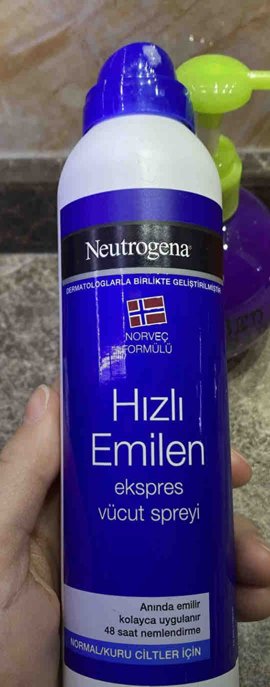 Neutrogena®
DERMATOLOGLARLA BİRLİKTE GELİŞTİRİLMİŞTİR
NORVEÇ
FORMÜLÜ
Hızlı
Emilen
ekspres
vücut spreyi
Anında emilir
kolayca uygulanır
48 saat nemlendirme
NORMAL/KURU CİLTLER İÇİN